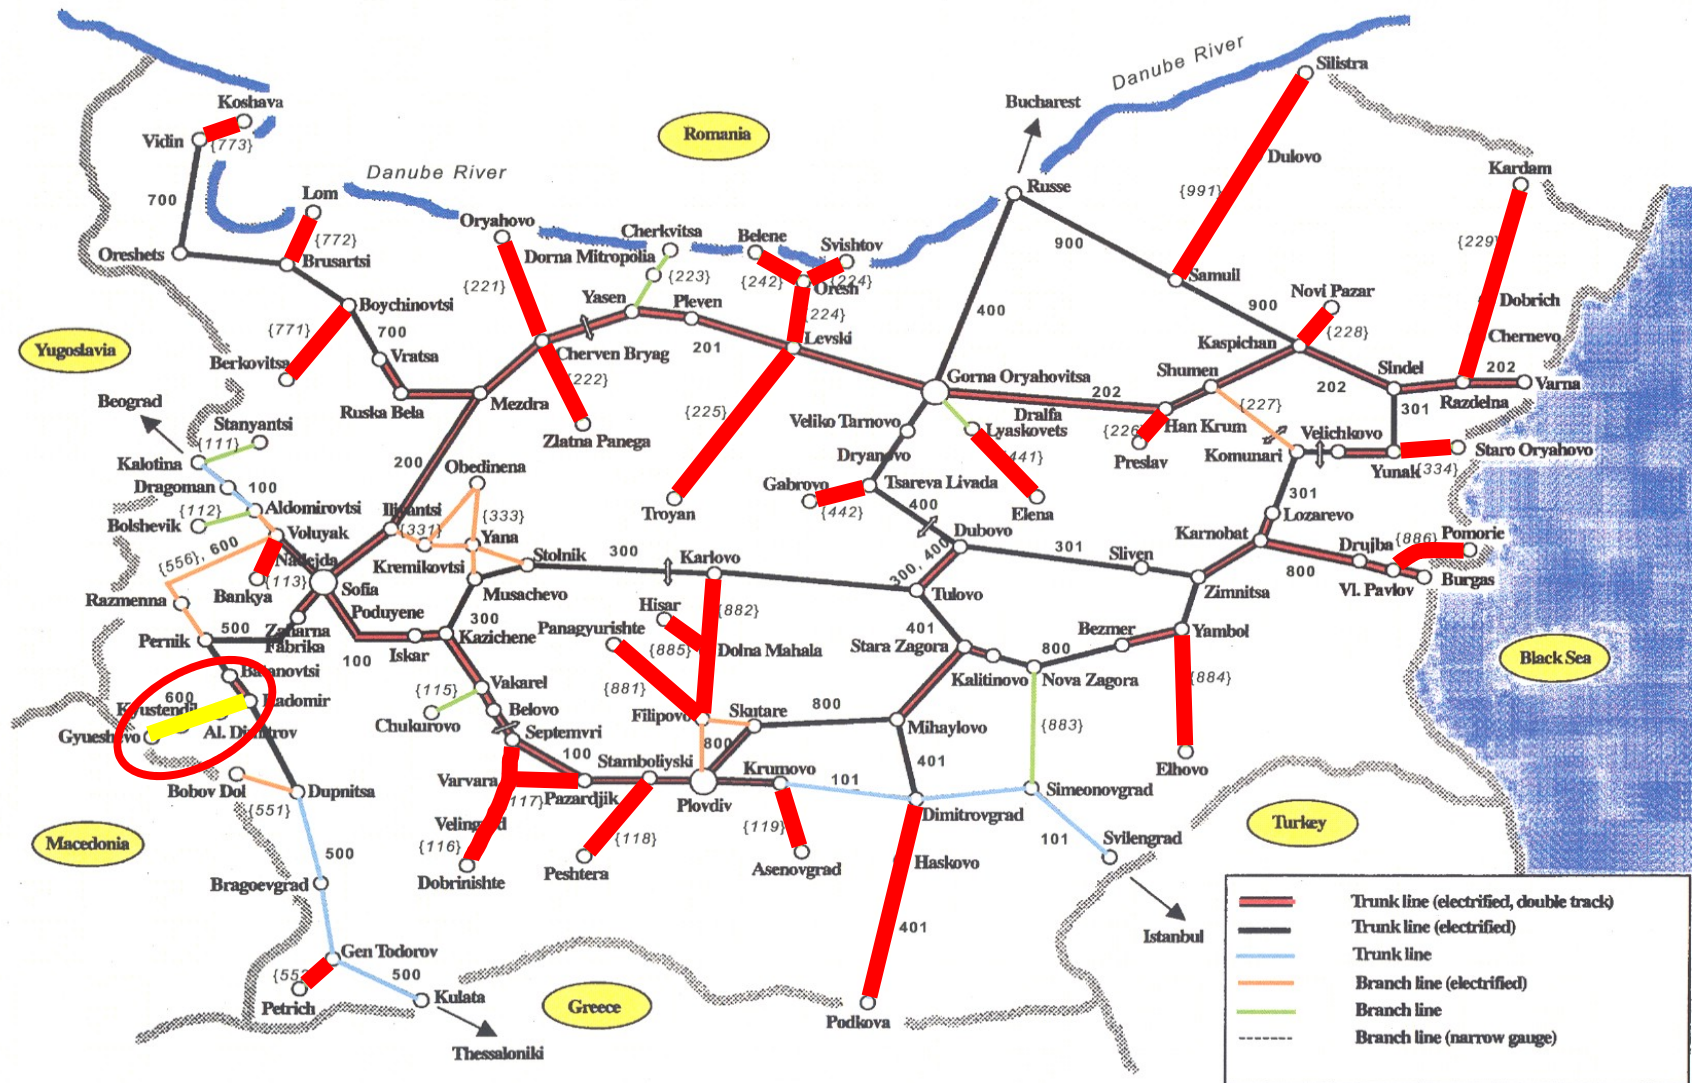 Danube River
Silistra
Koshava
Bucharest
Romania
Vidin
{773}
Dulovo
Kardam
Danube River
Lom
Russe
{991}
700
Oryahovo
Cherkvitsa
Belene
Svishtov
{772}
Dorna Mitropolia
900
{229}
Oreshets
Brusartsi
{223}
{242}
{224}
Samuil
{221}
Oresh
Novi Pazar
Boychinovtsi
Yasen
Pleven
Dobrich
{771}
700
{224}
400
900
{228}
Chernevo
Yugoslavia
Levski
Kaspichan
Vratsa
Cherven Bryag
201
Berkovitsa
Gorna Oryahovitsa
Shumen
Sindel
202
{222}
202
202
Varna
Beograd
Ruska Bela
Mezdra
{225}
Dralfa
{227}
301
Razdelna
Stanyantsi
Veliko Tarnovo
Lyaskovets
{226}
Han Krum
Velichkovo
{111}
Zlatna Panega
Komunari
Staro Oryahovo
Kalotina
200
Obedinena
Dryanovo
{441}
Preslav
Yunak
{334}
Dragoman
100
Gabrovo
Tsareva Livada
{112}
Aldomirovtsi
Troyan
{442}
400
Elena
301
Iliyantsi
{333}
Lozarevo
Bolshevik
Voluyak
{331}
Yana
Dubovo
Karnobat
Pomorie
{886}
{556}, 600
Nadejda
Kremikovtsi
Stolnik
300
Karlovo
300, 400
301
Sliven
Drujba
{113}
800
Burgas
Bankya
Sofia
Musachevo
Tulovo
Zimnitsa
Vl. Pavlov
Razmenna
Poduyene
300
Hisar
{882}
Pernik
500
Zaharna
Fabrika
Kazichene
Panagyurishte
401
Bezmer
Yambol
Iskar
{885}
Dolna Mahala
Stara Zagora
800
100
Black Sea
Batanovtsi
Vakarel
{881}
Kalitinovo
Nova Zagora
{884}
600
Radomir
{115}
Kyustendil
Chukurovo
Belovo
Filipovo
Skutare
800
Mihaylovo
{883}
Gyueshevo
Al. Dimitrov
Septemvri
800
100
Stamboliyski
Krumovo
401
Elhovo
Bobov Dol
Dupnitsa
Varvara
Pazardjik
101
Simeonovgrad
{551}
{117}
Plovdiv
Dimitrovgrad
Macedonia
Velingrad
{118}
{119}
101
Turkey
{116}
Svilengrad
500
Haskovo
Dobrinishte
Peshtera
Asenovgrad
Bragoevgrad
401
Istanbul
Gen Todorov
500
Petrich
Kulata
Greece
Podkova
Thessaloniki
Trunk line (electrified, double track)
Trunk line (electrified)
Trunk line
Branch line (electrified)
Branch line
Branch line (narrow gauge)